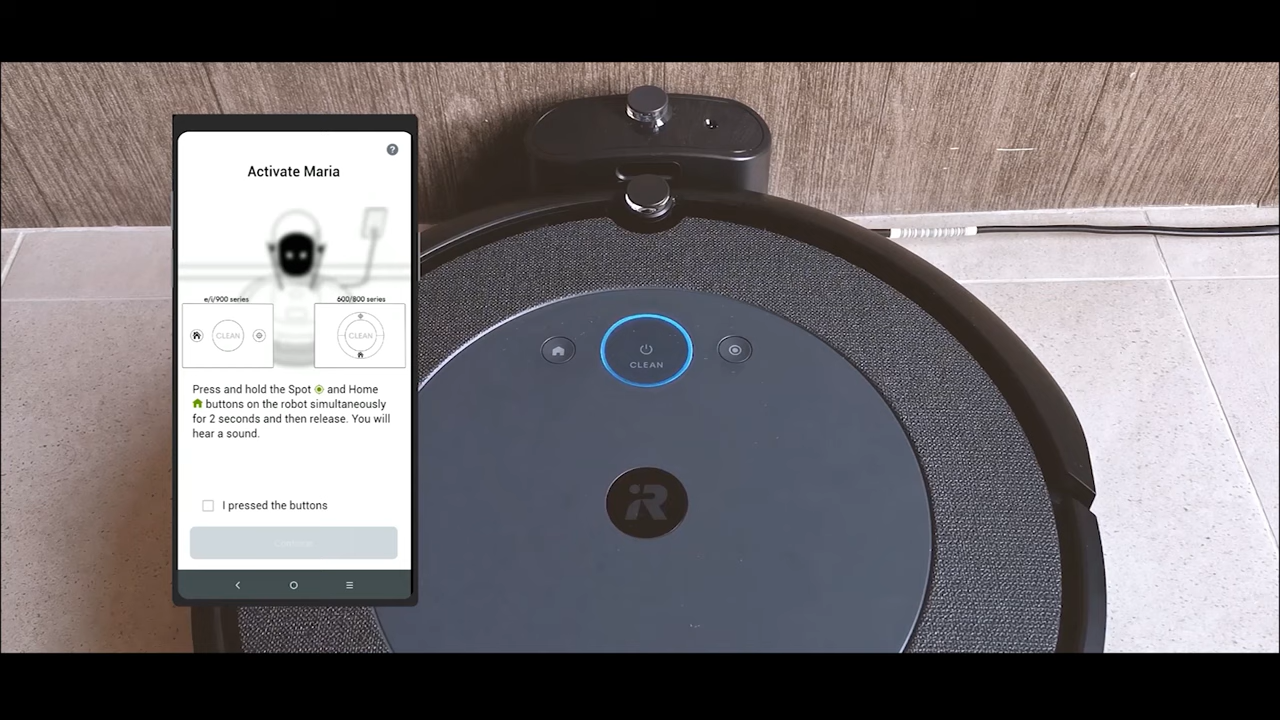 Activate Maria
e/i/900 series
600/800 series
CLEAN
CLEAN
Press and hold the Spot and Home
buttons on the robot simultaneously
for 2 seconds and then release. You will
hear a sound.
I pressed the buttons
Continue
CLEAN
iR